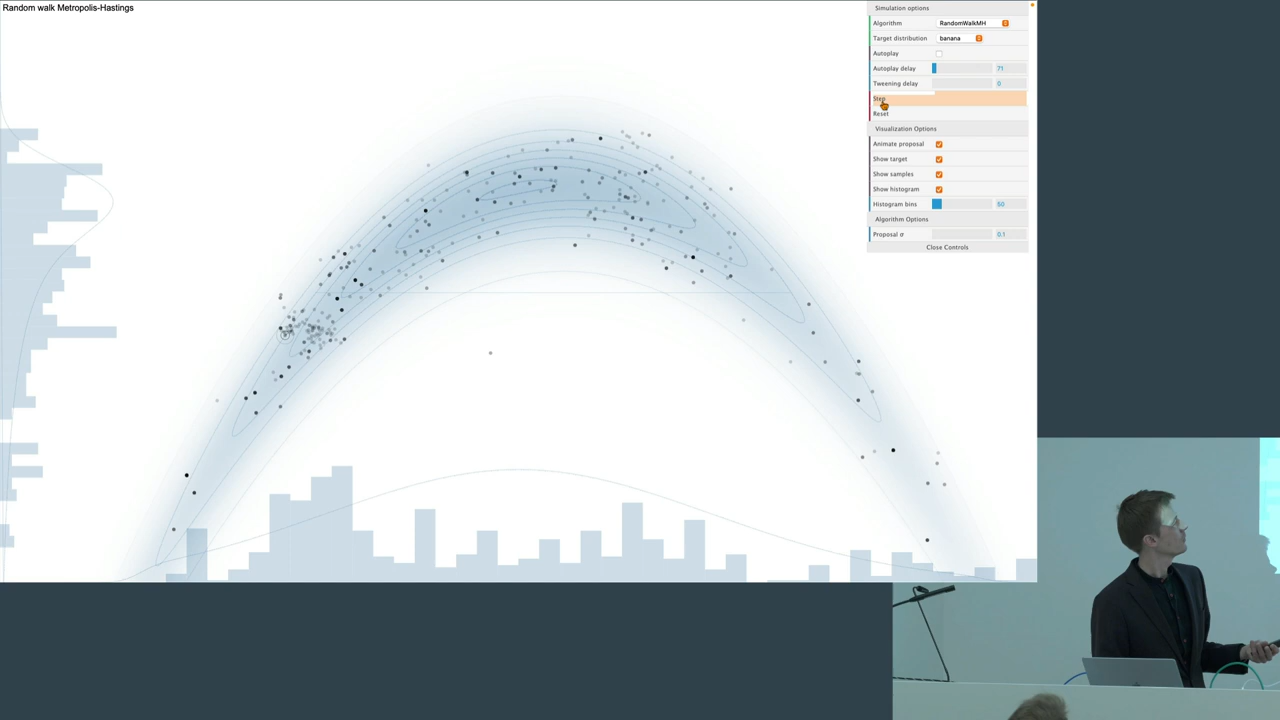 Random walk Metropolis-Hastings
Simulation options
Algorithm RandomWalkMH
Target distribution banana
Autoplay
Autoplay delay 71
Tweening delay 0
Step
Reset
Visualization Options
Animate proposal
Show target
Show samples
Show histogram
Histogram bins 50
Algorithm Options
Proposal σ 0.1
Close Controls